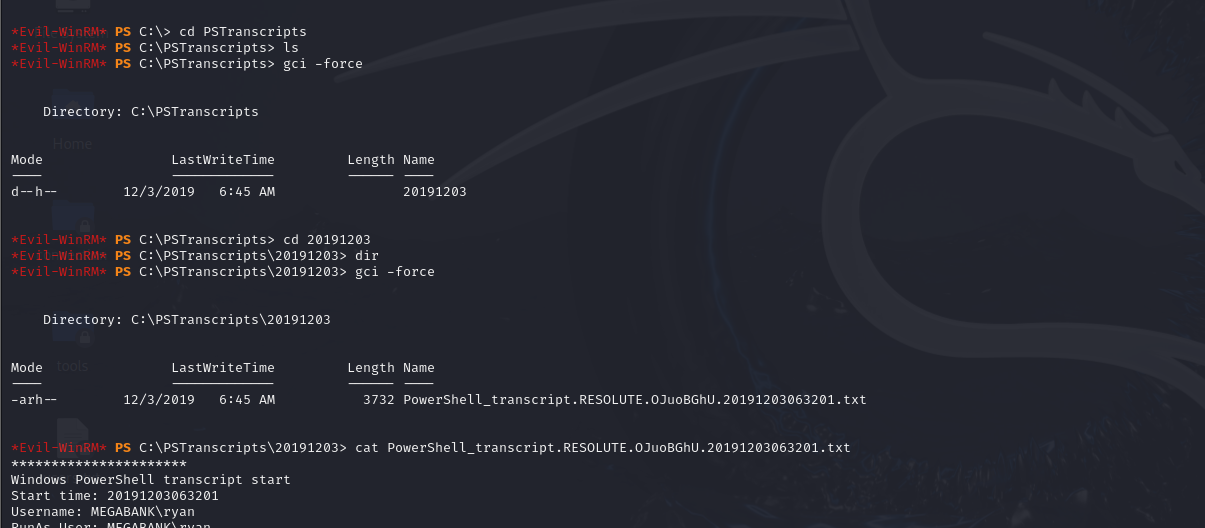 *Evil-WinRM* PS C:\> cd PSTranscripts
*Evil-WinRM* PS C:\PSTranscripts> ls
*Evil-WinRM* PS C:\PSTranscripts> gci -force
Directory: C:\PSTranscripts
Home
Mode LastWriteTime Length Name
---- ------------- ------ ----
d--h-- 12/3/2019 6:45 AM 20191203
*Evil-WinRM* PS C:\PSTranscripts> cd 20191203
*Evil-WinRM* PS C:\PSTranscripts\20191203> dir
*Evil-WinRM* PS C:\PSTranscripts\20191203> gci -force
Directory: C:\PSTranscripts\20191203
tools
Mode LastWriteTime Length Name
---- ------------- ------ ----
-arh-- 12/3/2019 6:45 AM 3732 PowerShell_transcript.RESOLUTE.OJuoBGhU.20191203063201.txt
*Evil-WinRM* PS C:\PSTranscripts\20191203> cat PowerShell_transcript.RESOLUTE.OJuoBGhU.20191203063201.txt
**********************
Windows PowerShell transcript start
Start time: 20191203063201
Username: MEGABANK\ryan
RunAs User: MEGABANK\ryan